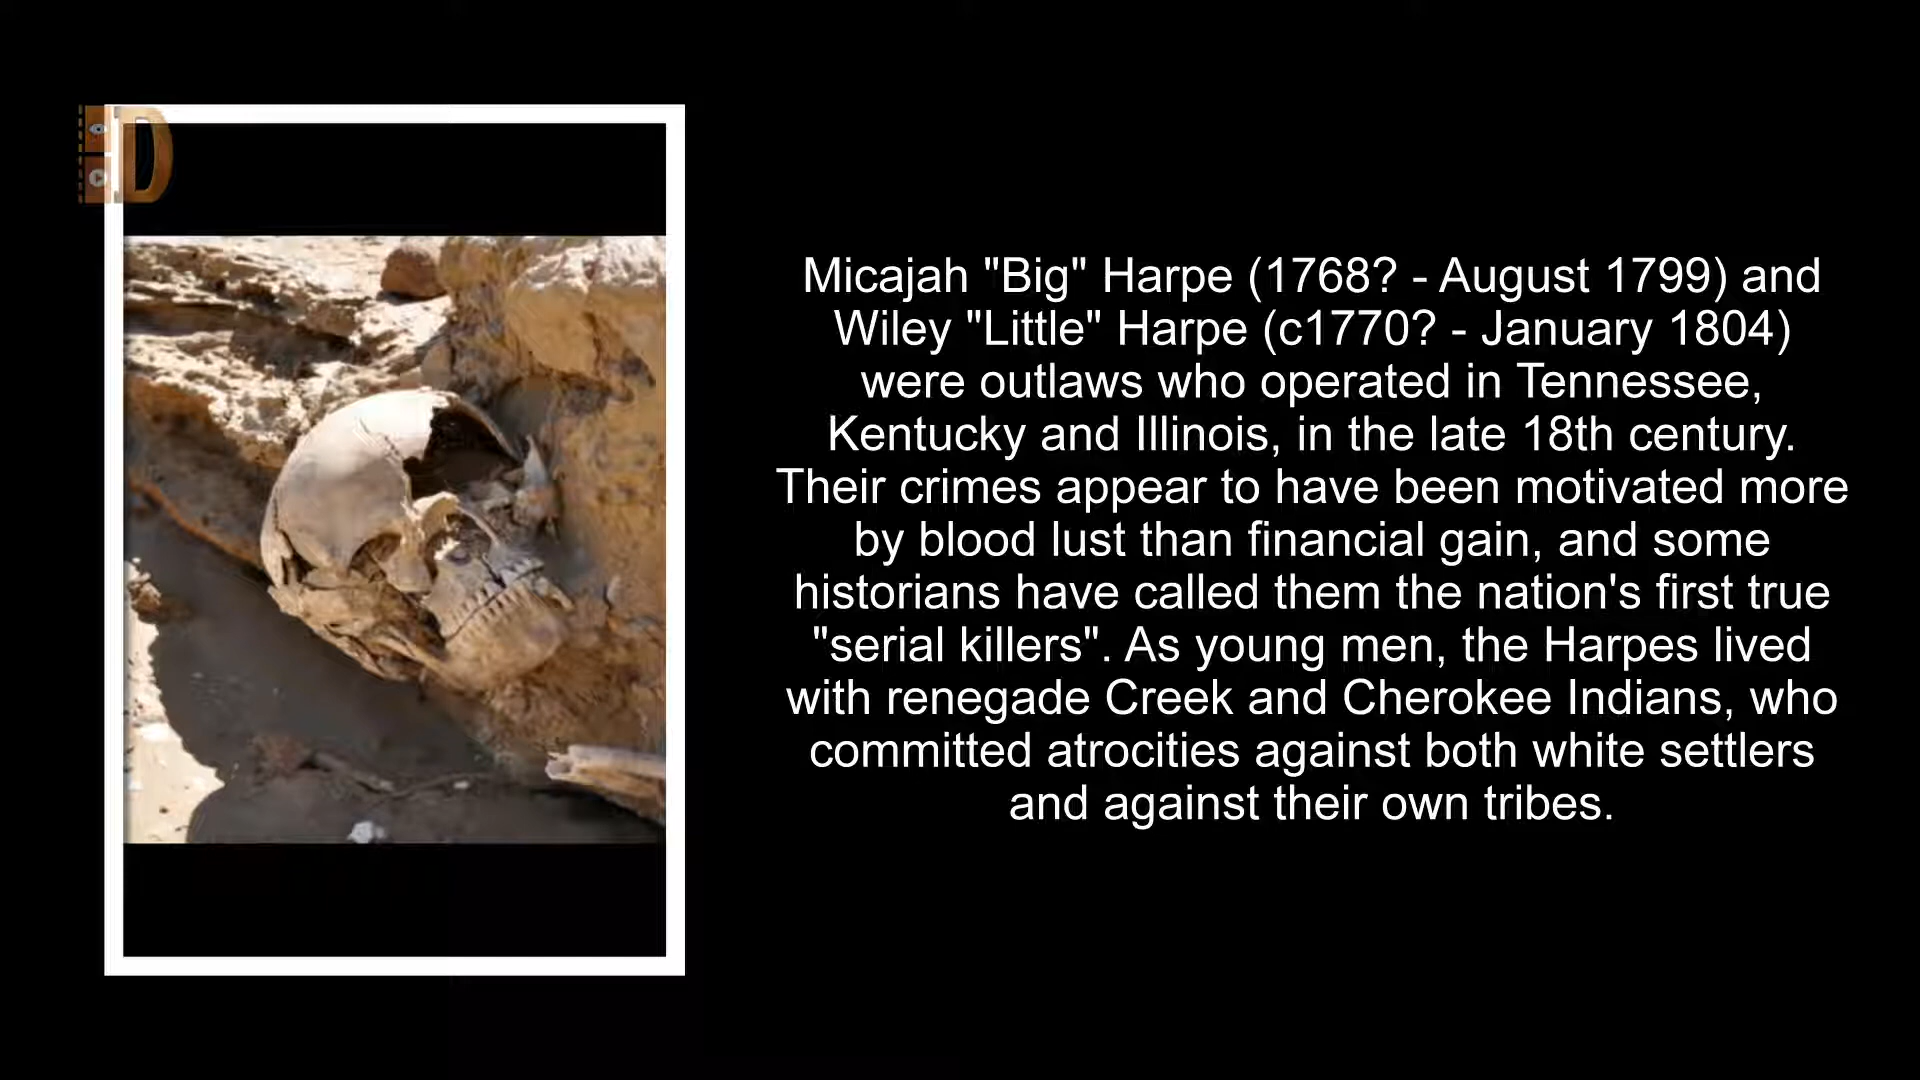 D
Micajah "Big" Harpe (1768? - August 1799) and
Wiley "Little" Harpe (c1770? - January 1804)
were outlaws who operated in Tennessee,
Kentucky and Illinois, in the late 18th century.
Their crimes appear to have been motivated more
by blood lust than financial gain, and some
historians have called them the nation's first true
"serial killers". As young men, the Harpes lived
with renegade Creek and Cherokee Indians, who
committed atrocities against both white settlers
and against their own tribes.